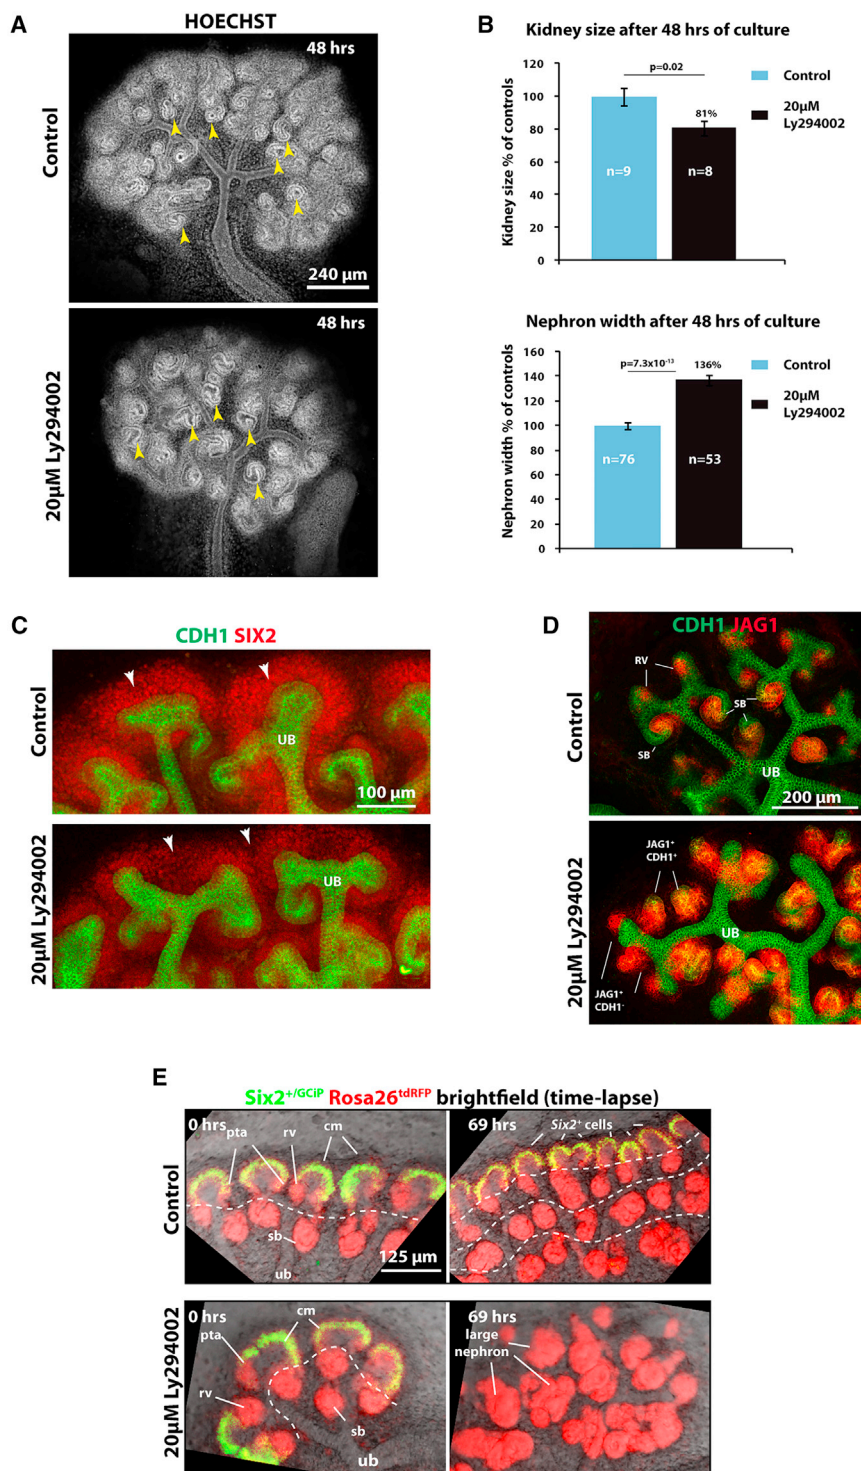 A
HOECHST
48 hrs
Control
240 µm
48 hrs
20µM Ly294002
B
Kidney size after 48 hrs of culture
Kidney size % of controls
120
100
80
60
40
20
0
p=0.02
81%
n=9
n=8
Control
20µM
Ly294002
Nephron width after 48 hrs of culture
Nephron width % of controls
160
140
120
100
80
60
40
20
0
p=7.3x10⁻¹³
136%
n=76
n=53
Control
20µM
Ly294002
C
CDH1 SIX2
Control
UB
100 µm
20µM Ly294002
UB
D
CDH1 JAG1
Control
RV
SB
SB
UB
200 µm
20µM Ly294002
JAG1⁺
CDH1⁺
UB
JAG1⁺
CDH1⁻
E
Six2⁺/ᴳᶜⁱᴾ Rosa26ᵗᵈᴿᶠᴾ brightfield (time-lapse)
Control
0 hrs
pta
rv
cm
sb
ub
125 µm
69 hrs
Six2⁺ cells
20µM Ly294002
0 hrs
pta
cm
rv
sb
ub
69 hrs
large
nephron